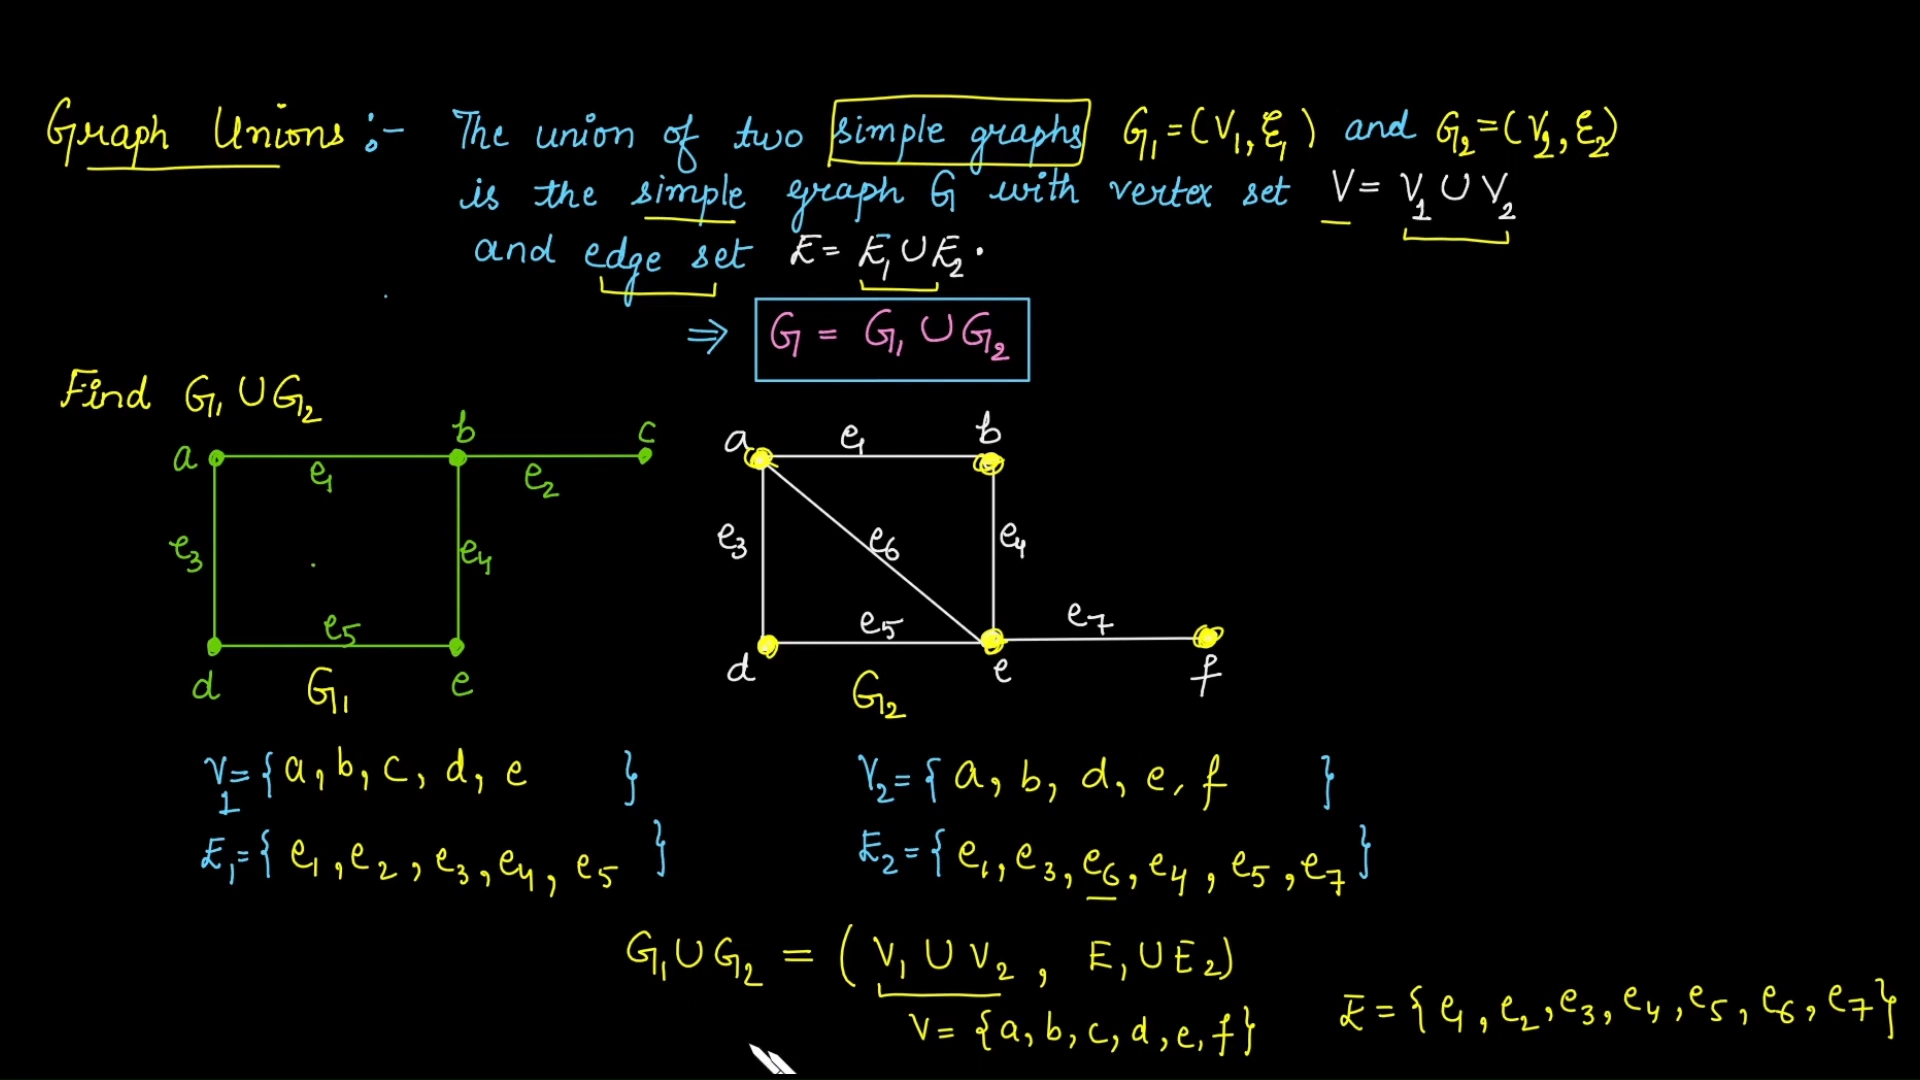 Graph Unions :- The union of two simple graphs G₁=(V₁,E₁) and G₂=(V₂,E₂)
is the simple graph G with vertex set V= V₁∪V₂
and edge set E= E₁∪E₂.
⇒ G = G₁∪G₂
Find G₁∪G₂
a b c
e₁ e₂
e₃ e₄
e₅
d G₁ e
a e₁ b
e₃ e₆ e₄
e₅ e₇
d G₂ e f
V₁={a,b,c,d,e }
E₁={e₁,e₂,e₃,e₄,e₅ }
V₂={a,b,d,e,f }
E₂={e₁,e₃,e₆,e₄,e₅,e₇}
G₁∪G₂ = (V₁∪V₂, E₁∪E₂)
V= {a,b,c,d,e,f}
E={e₁,e₂,e₃,e₄,e₅,e₆,e₇}